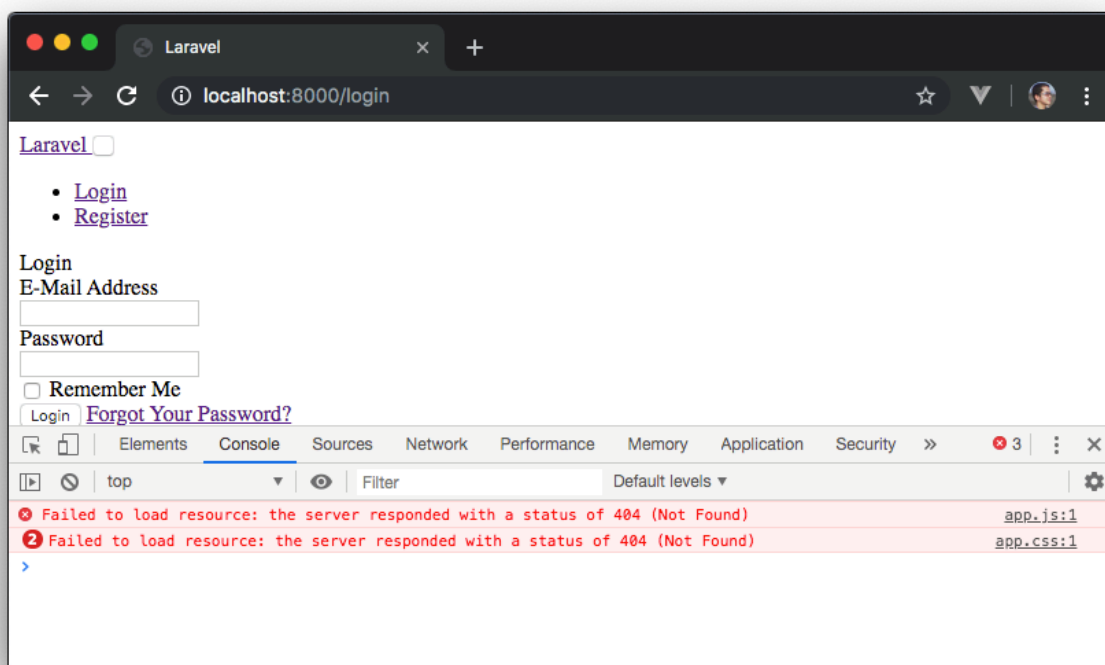 Laravel
localhost:8000/login
Laravel
Login
Register
Login
E-Mail Address
Password
Remember Me
Login Forgot Your Password?
Elements Console Sources Network Performance Memory Application Security » 3
top Filter Default levels
Failed to load resource: the server responded with a status of 404 (Not Found) app.js:1
2 Failed to load resource: the server responded with a status of 404 (Not Found) app.css:1